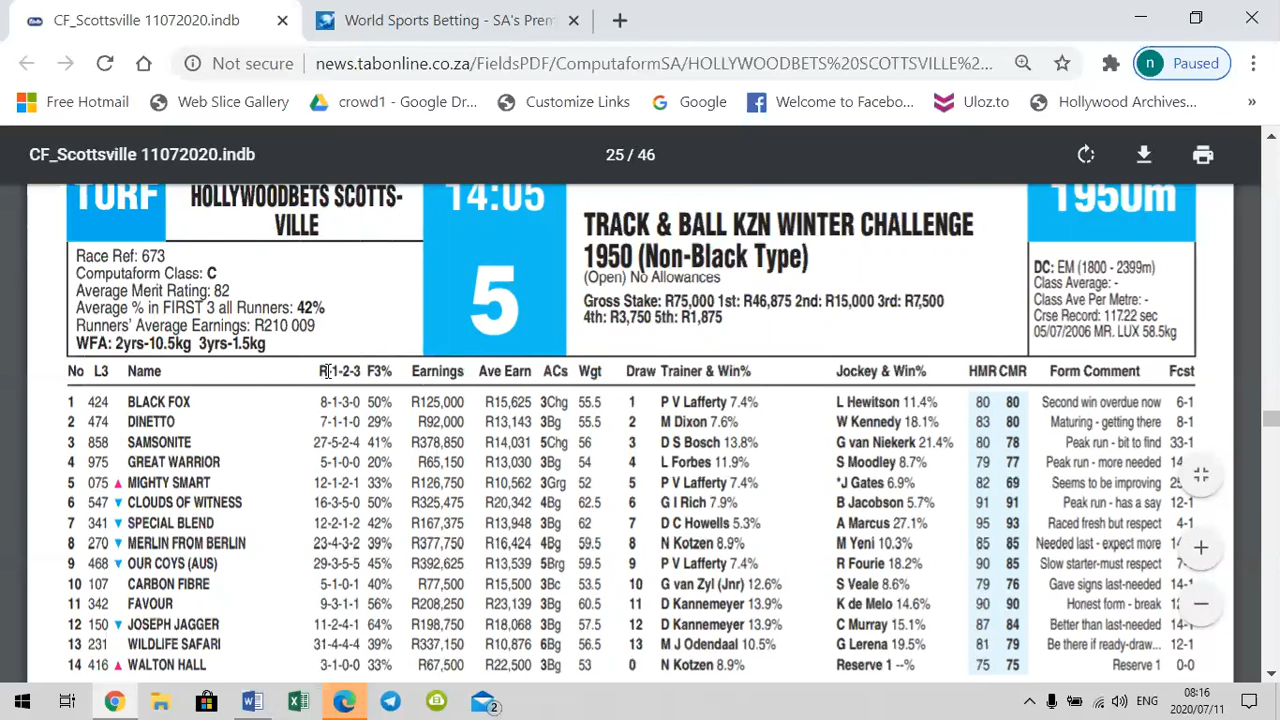 CF_Scottsville 11072020.indb
World Sports Betting - SA's Prem
Not secure news.tabonline.co.za/FieldsPDF/ComputaformSA/HOLLYWOODBETS%20SCOTTSVILLE%2...
n Paused
Free Hotmail Web Slice Gallery crowd1 - Google Dr... Customize Links Google Welcome to Facebo... Uloz.to Hollywood Archives... »
CF_Scottsville 11072020.indb 25 / 46
TURF HOLLYWOODBETS SCOTTS-
VILLE
14:05
5
TRACK & BALL KZN WINTER CHALLENGE
1950 (Non-Black Type)
(Open) No Allowances
Gross Stake: R75,000 1st: R46,875 2nd: R15,000 3rd: R7,500
4th: R3,750 5th: R1,875
1950m
Race Ref: 673
Computaform Class: C
Average Merit Rating: 82
Average % in FIRST 3 all Runners: 42%
Runners' Average Earnings: R210 009
WFA: 2yrs-10.5kg 3yrs-1.5kg
DC: EM (1800 - 2399m)
Class Average: -
Class Ave Per Metre: -
Crse Record: 117.22 sec
05/07/2006 MR. LUX 58.5kg
No L3 Name R-1-2-3 F3% Earnings Ave Earn ACs Wgt Draw Trainer & Win% Jockey & Win% HMR CMR Form Comment Fcst
1 424 BLACK FOX 8-1-3-0 50% R125,000 R15,625 3Chg 55.5 1 P V Lafferty 7.4% L Hewitson 11.4% 80 80 Second win overdue now 6-1
2 474 DINETTO 7-1-1-0 29% R92,000 R13,143 3Bg 55.5 2 M Dixon 7.6% W Kennedy 18.1% 83 80 Maturing - getting there 8-1
3 858 SAMSONITE 27-5-2-4 41% R378,850 R14,031 5Chg 56 3 D S Bosch 13.8% G van Niekerk 21.4% 80 78 Peak run - bit to find 33-1
4 975 GREAT WARRIOR 5-1-0-0 20% R65,150 R13,030 3Bg 54 4 L Forbes 11.9% S Moodley 8.7% 79 77 Peak run - more needed 14
5 075 ▲ MIGHTY SMART 12-1-2-1 33% R126,750 R10,562 3Grg 52 5 P V Lafferty 7.4% *J Gates 6.9% 82 69 Seems to be improving
6 547 ▼ CLOUDS OF WITNESS 16-3-5-0 50% R325,475 R20,342 4Bg 62.5 6 G I Rich 7.9% B Jacobson 5.7% 91 91 Peak run - has a say 12-1
7 341 ▼ SPECIAL BLEND 12-2-1-2 42% R167,375 R13,948 3Bg 62 7 D C Howells 5.3% A Marcus 27.1% 95 93 Raced fresh but respect 4-1
8 270 ▼ MERLIN FROM BERLIN 23-4-3-2 39% R377,750 R16,424 4Bg 60 8 N Kotzen 8.9% M Yeni 10.3% 85 85 Needed last - expect more 14
9 468 ▼ OUR COYS (AUS) 29-3-5-5 45% R392,625 R13,539 5Brg 59.5 9 P V Lafferty 7.4% R Fourie 18.2% 90 85 Slow starter-must respect 7-
10 107 CARBON FIBRE 5-1-0-1 40% R77,500 R15,500 3Bc 53.5 10 G van Zyl (Jnr) 12.6% S Veale 8.6% 79 76 Gave signs last-needed 14-1
11 342 FAVOUR 9-3-1-1 56% R208,250 R23,139 4Bg 60.5 11 D Kannemeyer 13.9% K de Melo 14.6% 90 90 Honest form - break
12 150 ▼ JOSEPH JAGGER 11-2-4-1 64% R198,750 R18,068 3Bg 57.5 12 D Kannemeyer 13.9% C Murray 15.1% 87 84 Better than last-needed 14-
13 231 WILDLIFE SAFARI 31-4-4-4 39% R337,150 R10,876 6Bg 56.5 13 M J Odendaal 10.5% G Lerena 19.5% 81 79 Be there if ready-draw... 12-1
14 416 ▲ WALTON HALL 3-1-0-0 33% R67,500 R22,500 3Bg 53 0 N Kotzen 8.9% Reserve 1 --% 75 75 Reserve 1 0-0
2 ENG 08:16
2020/07/11